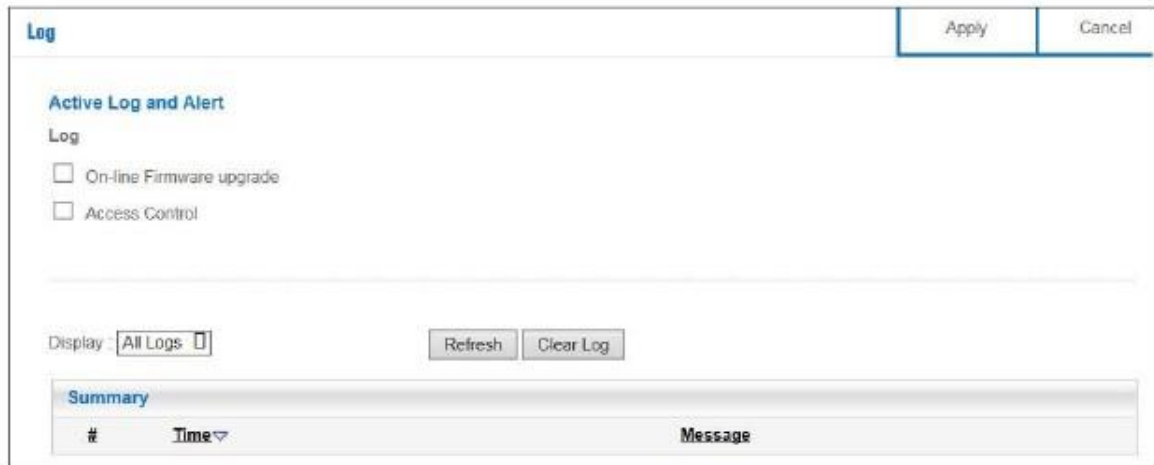 Log Apply Cancel
Active Log and Alert
Log
On-line Firmware upgrade
Access Control
Display : All Logs Refresh Clear Log
Summary
# Time Message